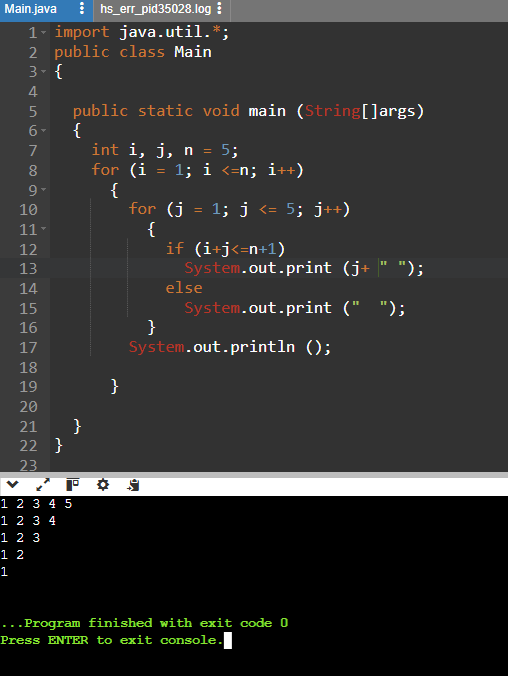 Main.java hs_err_pid35028.log
1 import java.util.*;
2 public class Main
3 {
4
5 public static void main (String[]args)
6 {
7 int i, j, n = 5;
8 for (i = 1; i <=n; i++)
9 {
10 for (j = 1; j <= 5; j++)
11 {
12 if (i+j<=n+1)
13 System.out.print (j+ " ");
14 else
15 System.out.print ("  ");
16 }
17 System.out.println ();
18
19 }
20
21 }
22 }
23
1 2 3 4 5
1 2 3 4
1 2 3
1 2
1
...Program finished with exit code 0
Press ENTER to exit console.